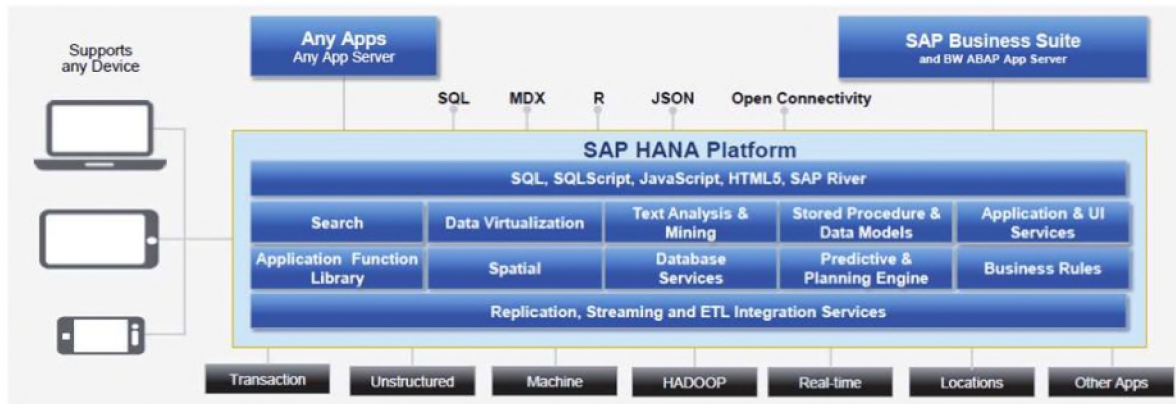 Supports
any Device
Any Apps
Any App Server
SAP Business Suite
and BW ABAP App Server
SQL MDX R JSON Open Connectivity
SAP HANA Platform
SQL, SQLScript, JavaScript, HTML5, SAP River
Search
Data Virtualization
Text Analysis &
Mining
Stored Procedure &
Data Models
Application & UI
Services
Application Function
Library
Spatial
Database
Services
Predictive &
Planning Engine
Business Rules
Replication, Streaming and ETL Integration Services
Transaction
Unstructured
Machine
HADOOP
Real-time
Locations
Other Apps